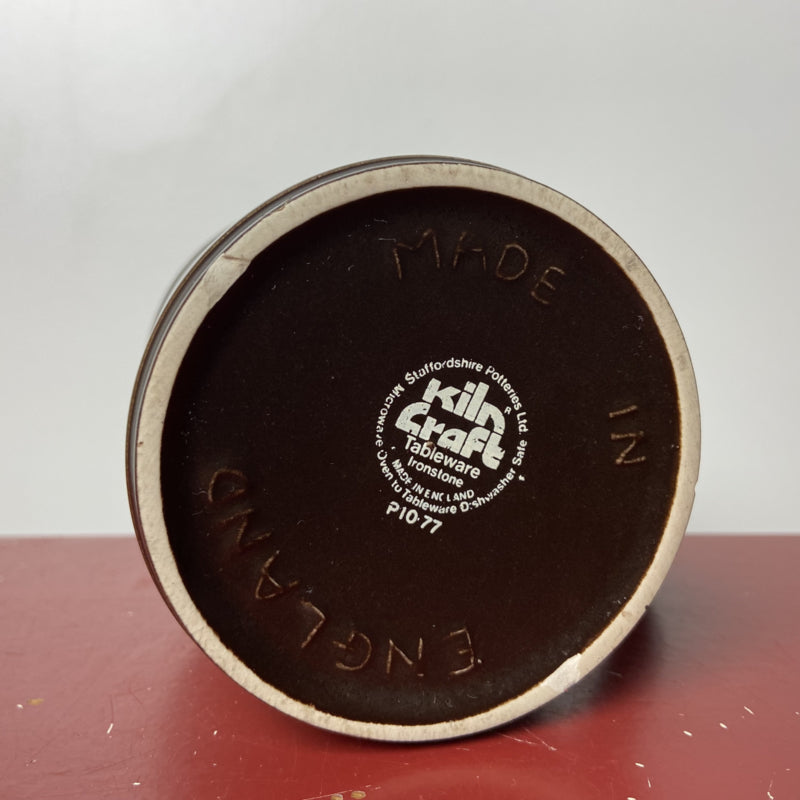 MADE IN ENGLAND
Staffordshire Potteries Ltd.
Kiln
Craft
R
Tableware
Ironstone
MADE IN ENGLAND
Microwave Oven to Tableware Dishwasher Safe
P10·77